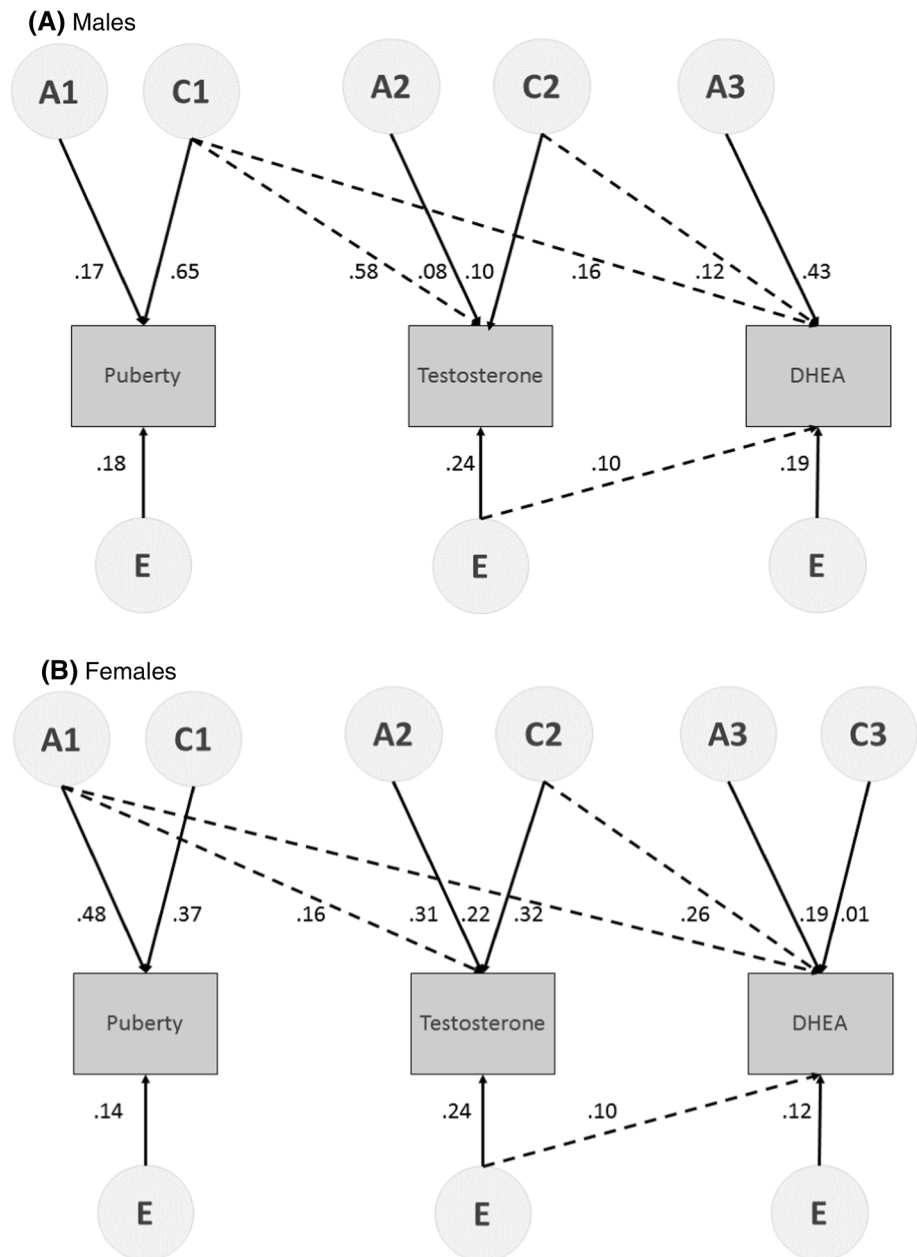 (A) Males
A1 C1 A2 C2 A3
.17 .65 .58 .08 .10 .16 .12 .43
Puberty Testosterone DHEA
.18 .24 .10 .19
E E E
(B) Females
A1 C1 A2 C2 A3 C3
.48 .37 .16 .31 .22 .32 .26 .19 .01
Puberty Testosterone DHEA
.14 .24 .10 .12
E E E